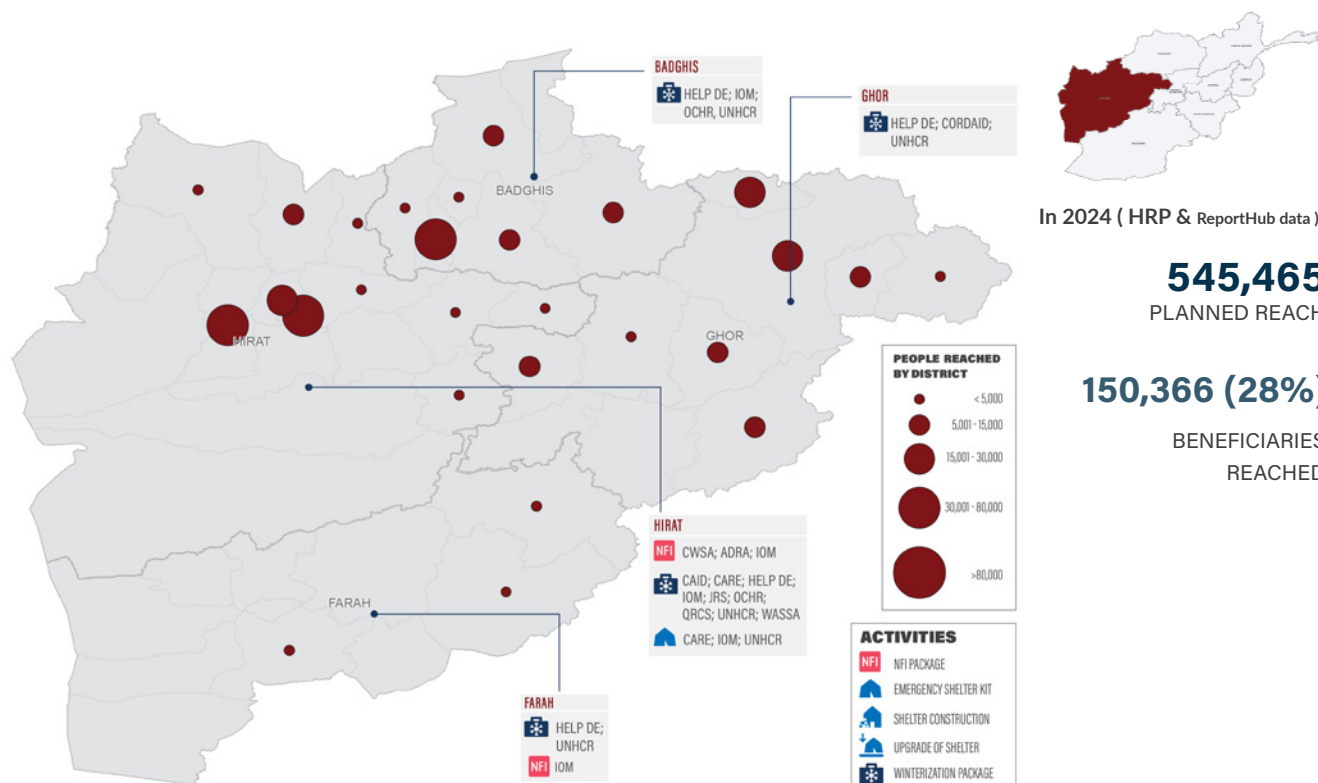 BADGHIS
HELP DE; IOM;
OCHR, UNHCR
GHOR
HELP DE; CORDAID;
UNHCR
BADGHIS
In 2024 ( HRP & ReportHub data )
545,465
PLANNED REACH
150,366 (28%)
BENEFICIARIES
REACHED
HIRAT
GHOR
PEOPLE REACHED
BY DISTRICT
< 5,000
5,001 - 15,000
15,001 - 30,000
30,001 - 80,000
>80,000
HIRAT
NFI CWSA; ADRA; IOM
CAID; CARE; HELP DE;
IOM; JRS; OCHR;
QRCS; UNHCR; WASSA
CARE; IOM; UNHCR
FARAH
FARAH
HELP DE;
UNHCR
NFI IOM
ACTIVITIES
NFI NFI PACKAGE
EMERGENCY SHELTER KIT
SHELTER CONSTRUCTION
UPGRADE OF SHELTER
WINTERIZATION PACKAGE